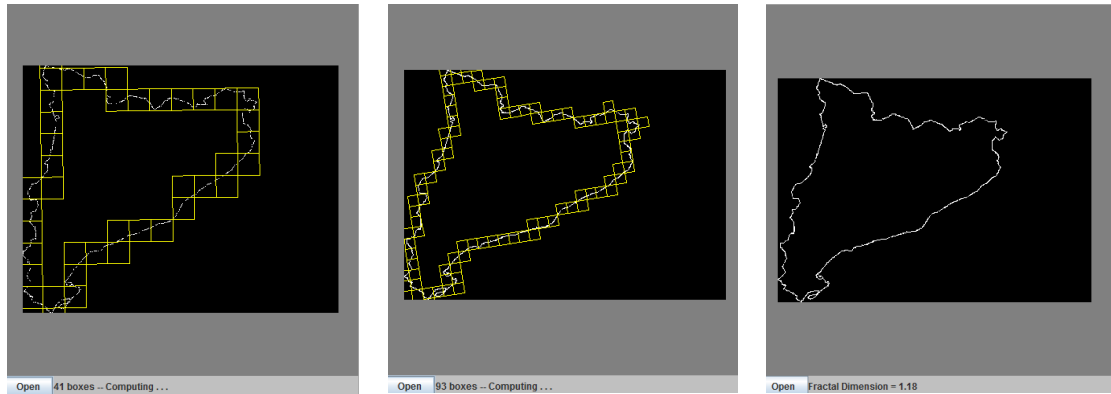 Open 41 boxes -- Computing . . .
Open 93 boxes -- Computing . . .
Open Fractal Dimension = 1.18